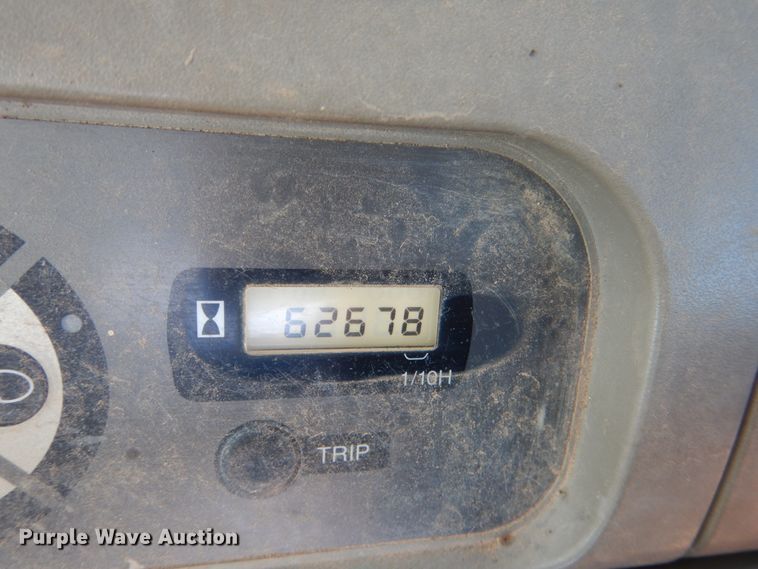 62678
1/10H
TRIP
Purple Wave Auction